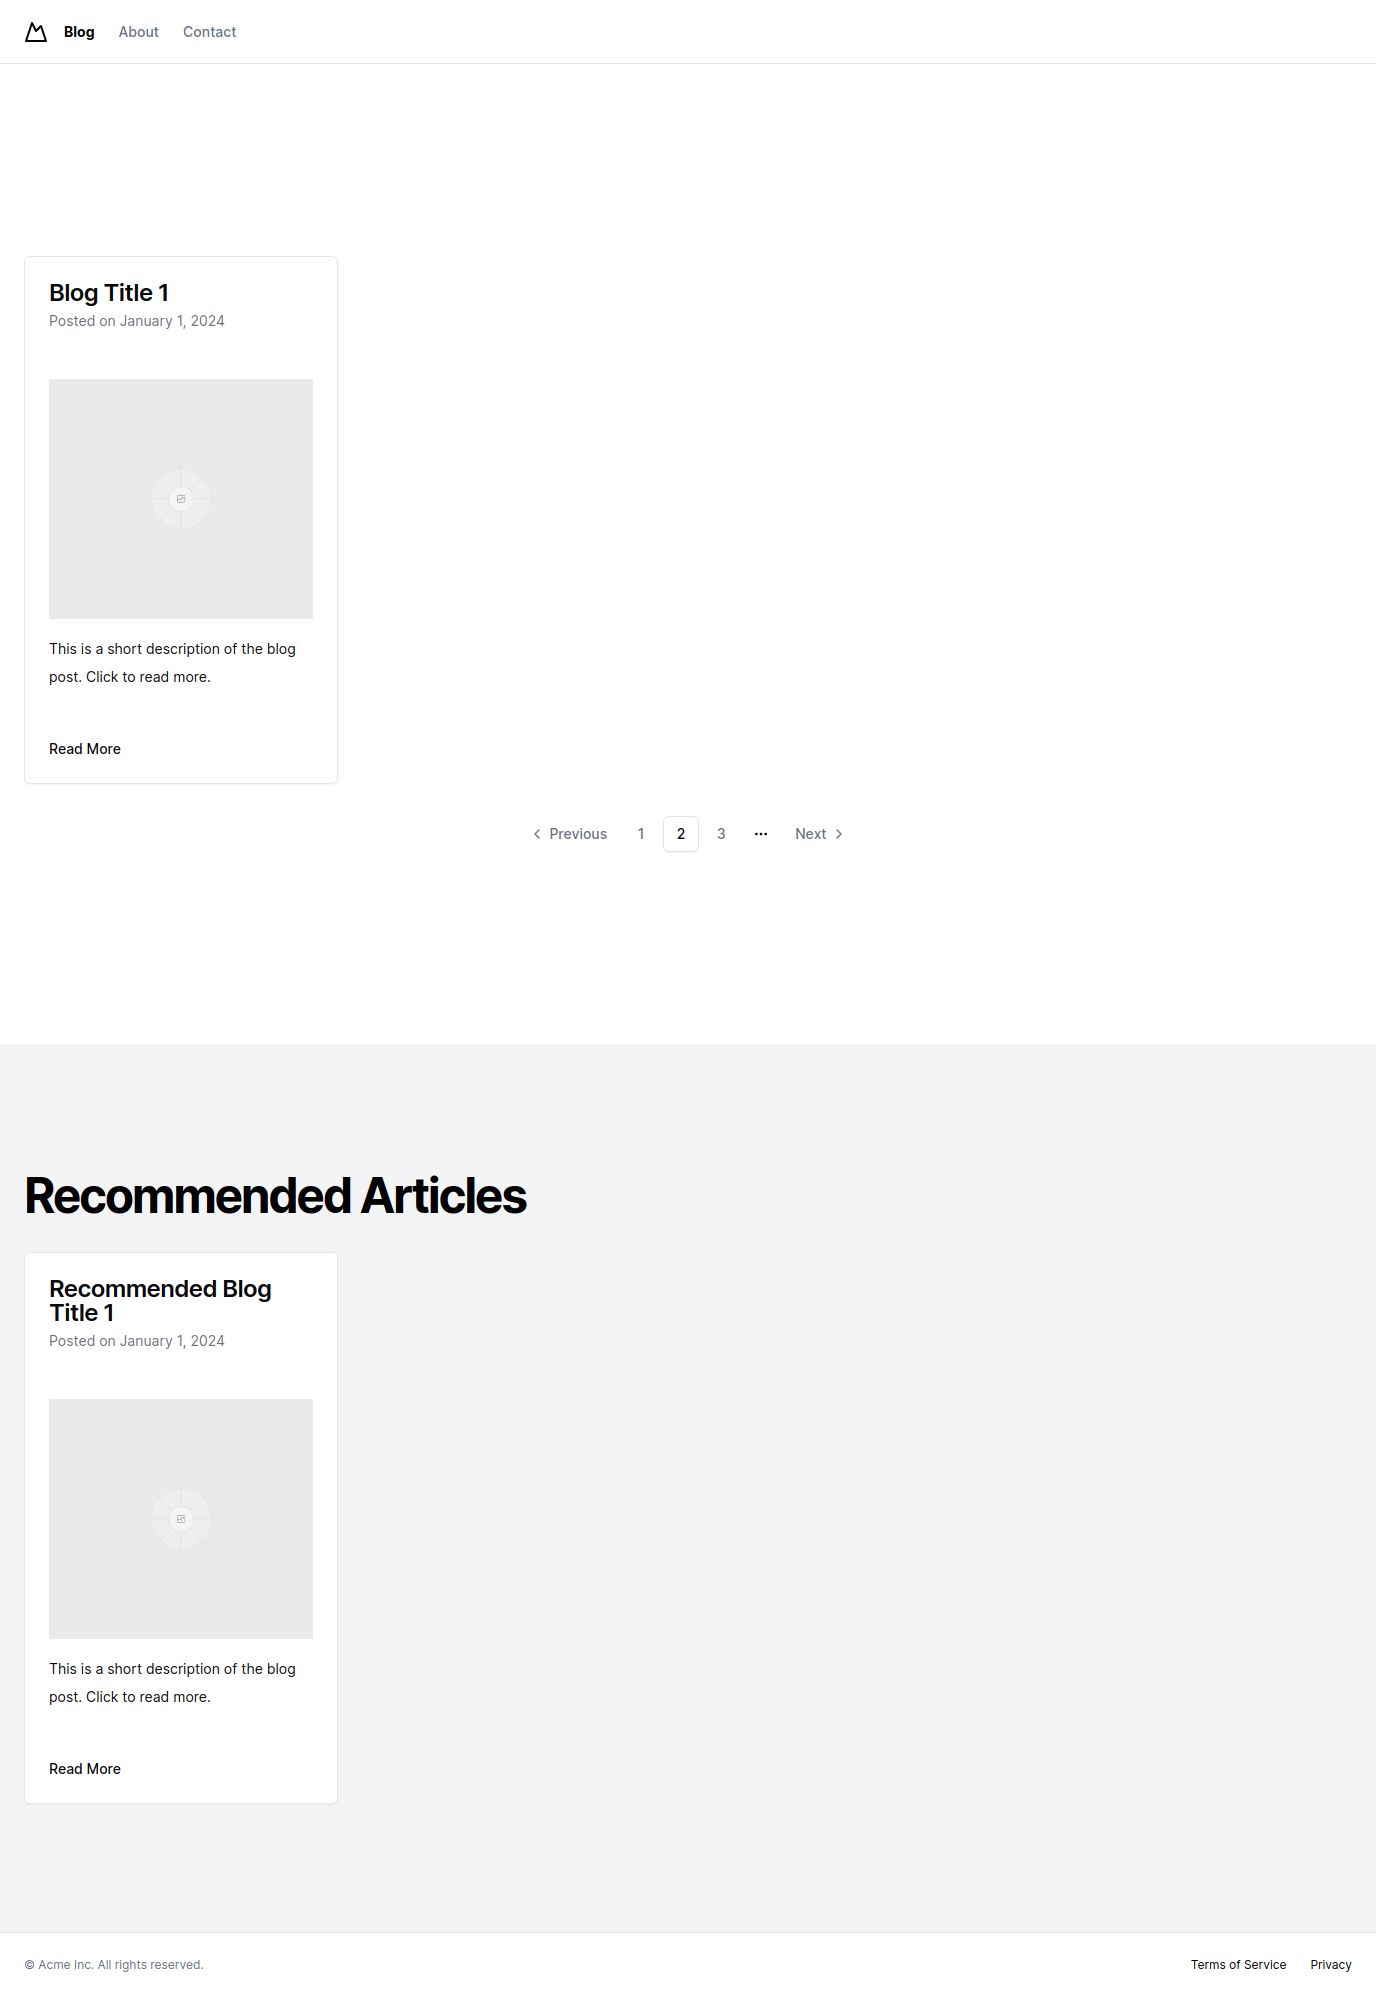 Blog About Contact
Blog Title 1
Posted on January 1, 2024
This is a short description of the blog
post. Click to read more.
Read More
Previous 1 2 3 ... Next
Recommended Articles
Recommended Blog
Title 1
Posted on January 1, 2024
This is a short description of the blog
post. Click to read more.
Read More
© Acme Inc. All rights reserved. Terms of Service Privacy